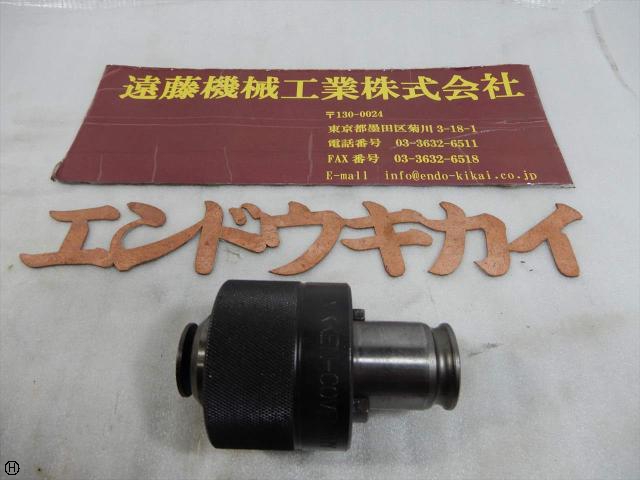 遠藤機械工業株式会社
〒130-0024
東京都墨田区菊川 3-18-1
電話番号 03-3632-6511
FAX 番号 03-3632-6518
E-mall info@endo-kikai.co.jp
エンドウキカイ
H